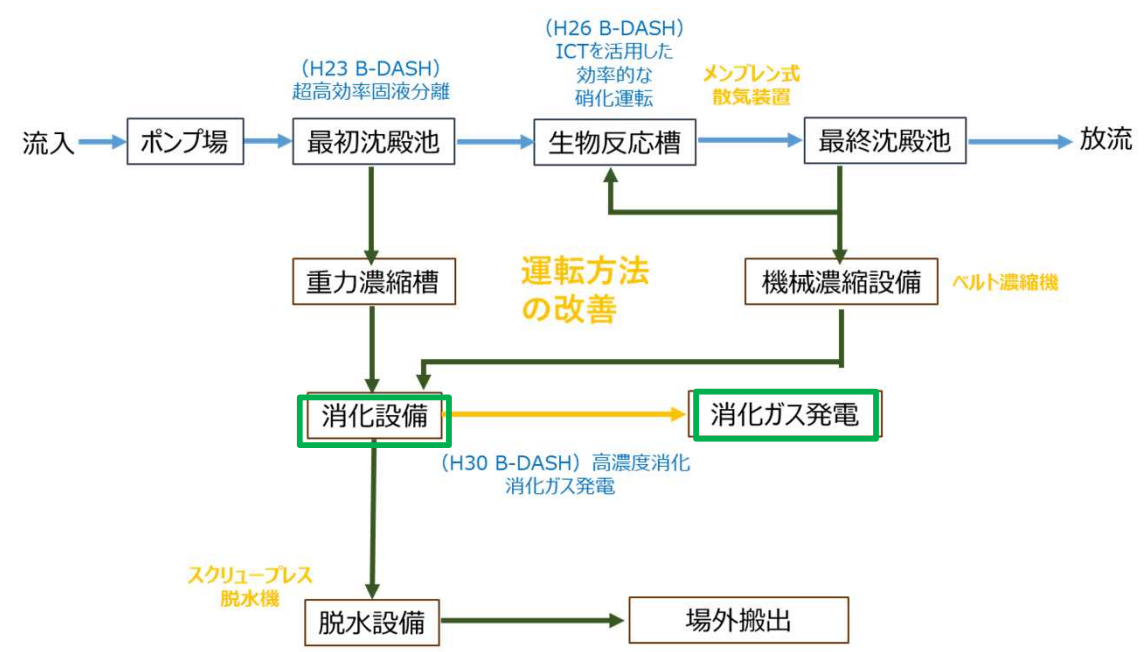 （H26 B-DASH）
ICTを活用した
効率的な
硝化運転
（H23 B-DASH）
超高効率固液分離
メンブレン式
散気装置
流入
ポンプ場
最初沈殿池
生物反応槽
最終沈殿池
放流
重力濃縮槽
運転方法
の改善
機械濃縮設備
ベルト濃縮機
消化設備
消化ガス発電
（H30 B-DASH）高濃度消化
消化ガス発電
スクリュープレス
脱水機
脱水設備
場外搬出